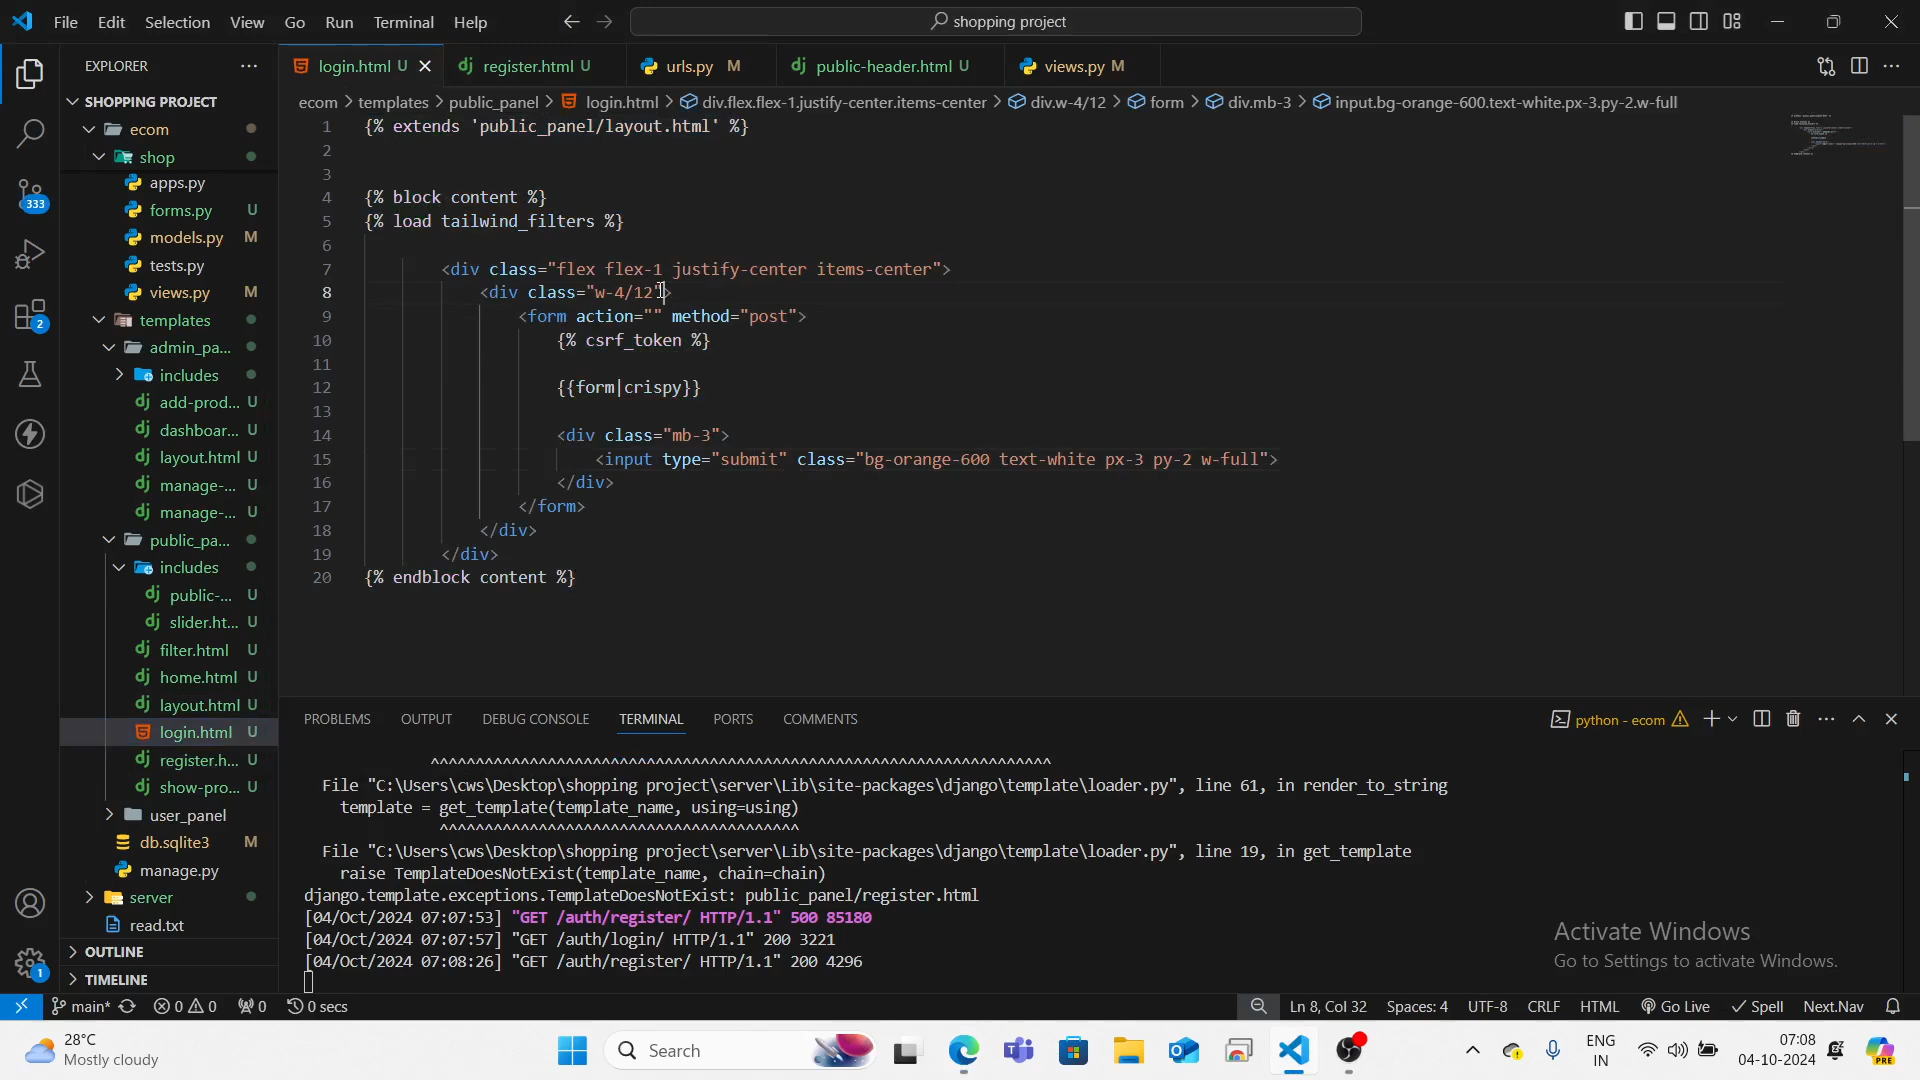 File Edit Selection View Go Run Terminal Help
shopping project
EXPLORER
login.html U
register.html U
urls.py M
public-header.html U
views.py M
SHOPPING PROJECT
ecom > templates > public_panel > login.html > div.flex.flex-1.justify-center.items-center > div.w-4/12 > form > div.mb-3 > input.bg-orange-600.text-white.px-3.py-2.w-full
ecom
shop
apps.py
forms.py U
models.py M
tests.py
views.py M
templates
admin_pa...
includes
add-prod... U
dashboar... U
layout.html U
manage-... U
manage-... U
public_pa...
includes
public-... U
slider.ht... U
filter.html U
home.html U
layout.html U
login.html U
register.h... U
show-pro... U
user_panel
db.sqlite3 M
manage.py
server
read.txt
OUTLINE
TIMELINE
333
2
1
1 {% extends 'public_panel/layout.html' %}
2
3
4 {% block content %}
5 {% load tailwind_filters %}
6
7 <div class="flex flex-1 justify-center items-center">
8 <div class="w-4/12">
9 <form action="" method="post">
10 {% csrf_token %}
11
12 {{form|crispy}}
13
14 <div class="mb-3">
15 <input type="submit" class="bg-orange-600 text-white px-3 py-2 w-full">
16 </div>
17 </form>
18 </div>
19 </div>
20 {% endblock content %}
PROBLEMS OUTPUT DEBUG CONSOLE TERMINAL PORTS COMMENTS
python - ecom
^^^^^^^^^^^^^^^^^^^^^^^^^^^^^^^^^^^^^^^^^^^^^^^^^^^^^^^^^^^^^^^^^^^^^
File "C:\Users\cws\Desktop\shopping project\server\Lib\site-packages\django\template\loader.py", line 61, in render_to_string
template = get_template(template_name, using=using)
^^^^^^^^^^^^^^^^^^^^^^^^^^^^^^^^^^^^^^^^
File "C:\Users\cws\Desktop\shopping project\server\Lib\site-packages\django\template\loader.py", line 19, in get_template
raise TemplateDoesNotExist(template_name, chain=chain)
django.template.exceptions.TemplateDoesNotExist: public_panel/register.html
[04/Oct/2024 07:07:53] "GET /auth/register/ HTTP/1.1" 500 85180
[04/Oct/2024 07:07:57] "GET /auth/login/ HTTP/1.1" 200 3221
[04/Oct/2024 07:08:26] "GET /auth/register/ HTTP/1.1" 200 4296
Activate Windows
Go to Settings to activate Windows.
main* 0 0 0 0 secs
Ln 8, Col 32 Spaces: 4 UTF-8 CRLF HTML Go Live Spell Next.Nav
28°C
Mostly cloudy
Search
ENG
IN
07:08
04-10-2024
PRE